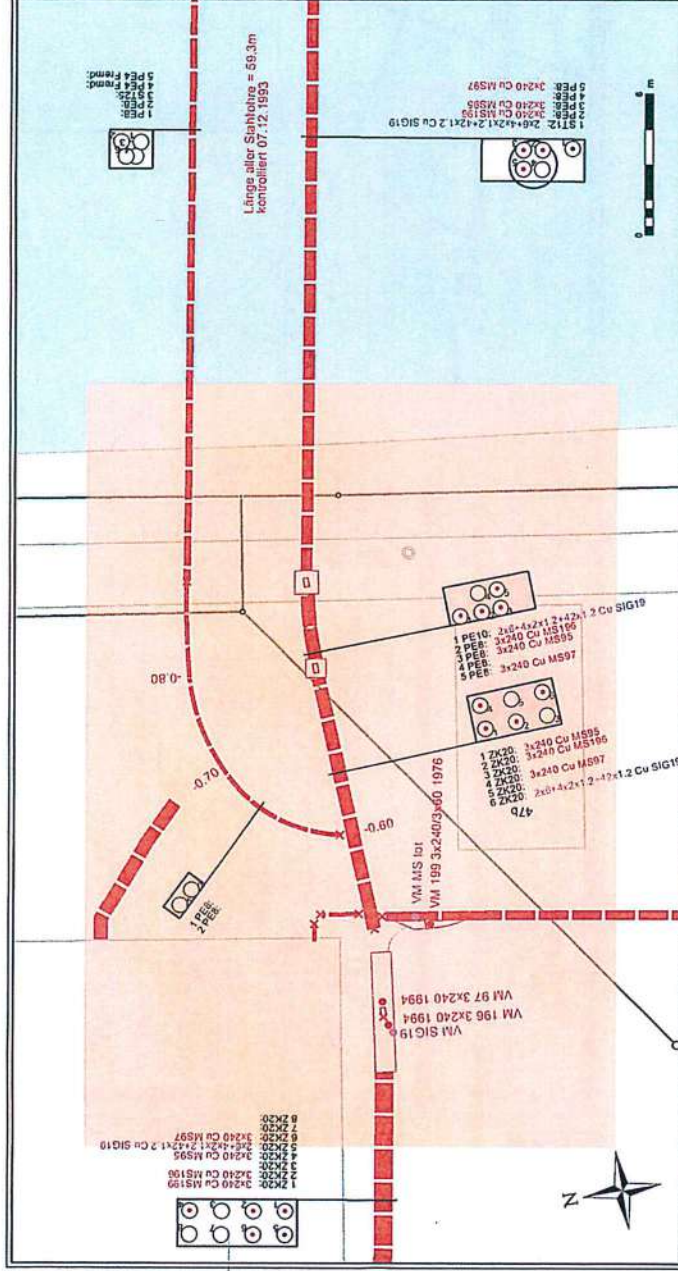 1 PE8:
2 PE8:
3 ST25:
4 PE4 Fremd:
5 PE4 Fremd:
Länge aller Stahlrohre = 59.3m
kontrolliert 07.12.1993
1 ST12: 2x6+4x2x1.2+42x1.2 Cu SIG19
2 PE8: 3x240 Cu MS196
3 PE8: 3x240 Cu MS95
4 PE8:
5 PE8: 3x240 Cu MS97
0
6
-0.80
-0.70
-0.60
1 PE8:
2 PE8:
1 PE10: 2x6+4x2x1.2+42x1.2 Cu SIG19
2 PE8: 3x240 Cu MS196
3 PE8: 3x240 Cu MS95
4 PE8:
5 PE8: 3x240 Cu MS97
1 ZK20: 3x240 Cu MS95
2 ZK20: 3x240 Cu MS196
3 ZK20:
4 ZK20: 3x240 Cu MS97
5 ZK20:
6 ZK20: 2x6+4x2x1.2+42x1.2 Cu SIG19
47b
VM MS tot
VM 199 3x240/3x60 1976
VM 97 3x240 1994
VM 196 3x240 1994
VM SIG19
1 ZK20: 3x240 Cu MS199
2 ZK20: 3x240 Cu MS196
3 ZK20:
4 ZK20: 3x240 Cu MS95
5 ZK20: 2x6+4x2x1.2+42x1.2 Cu SIG19
6 ZK20: 3x240 Cu MS97
7 ZK20:
8 ZK20:
N